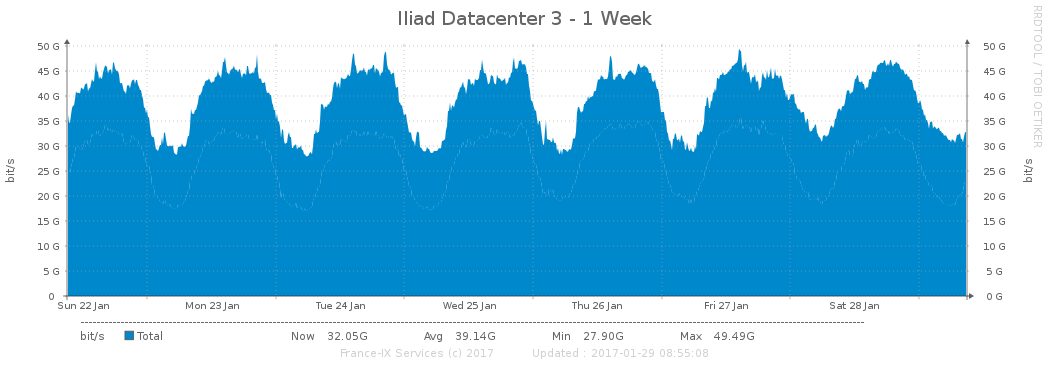 Iliad Datacenter 3 - 1 Week
RRDTOOL / TOBI OETIKER
bit/s
50 G 50 G
45 G 45 G
40 G 40 G
35 G 35 G
30 G 30 G
25 G 25 G
20 G 20 G
15 G 15 G
10 G 10 G
5 G 5 G
0 0 G
bit/s
Sun 22 Jan Mon 23 Jan Tue 24 Jan Wed 25 Jan Thu 26 Jan Fri 27 Jan Sat 28 Jan
bit/s Total Now 32.05G Avg 39.14G Min 27.90G Max 49.49G
France-IX Services (c) 2017 Updated : 2017-01-29 08:55:08